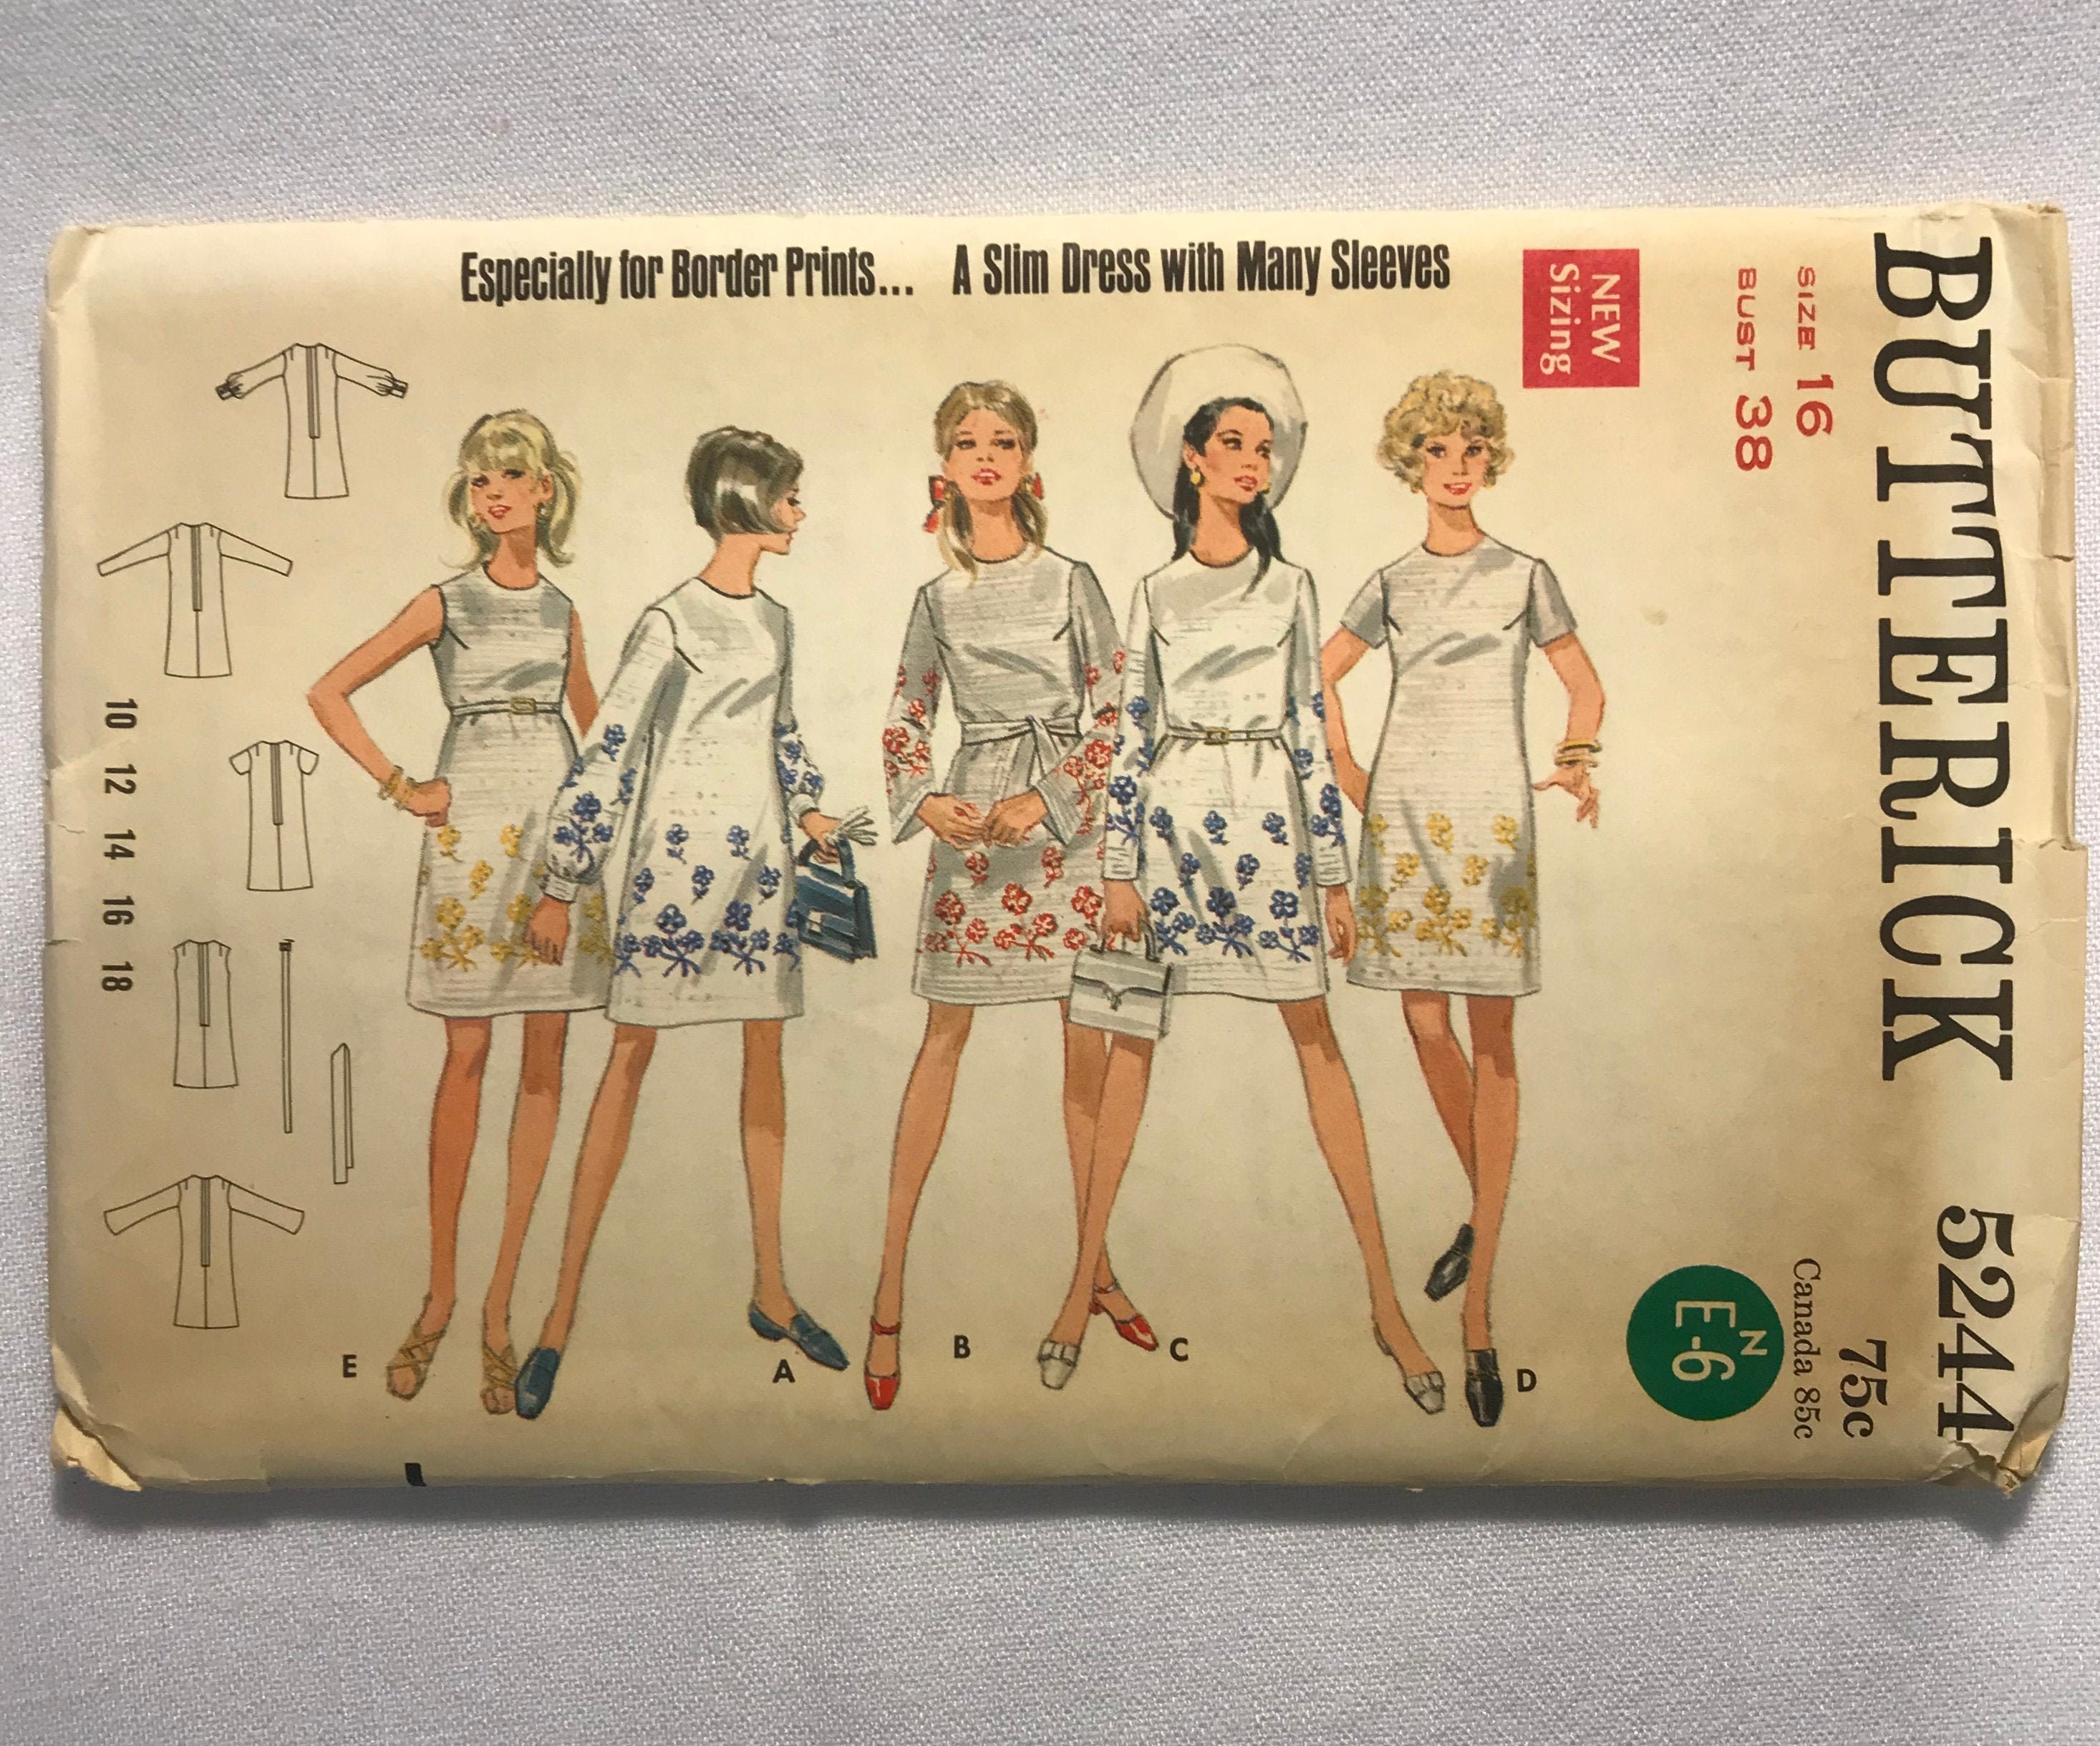 Especially for Border Prints... A Slim Dress with Many Sleeves
NEW
Sizing
SIZE 16
BUST 38
BUTTERICK 5244
75c
Canada 85c
N
E-6
10 12 14 16 18
E
A
B
C
D